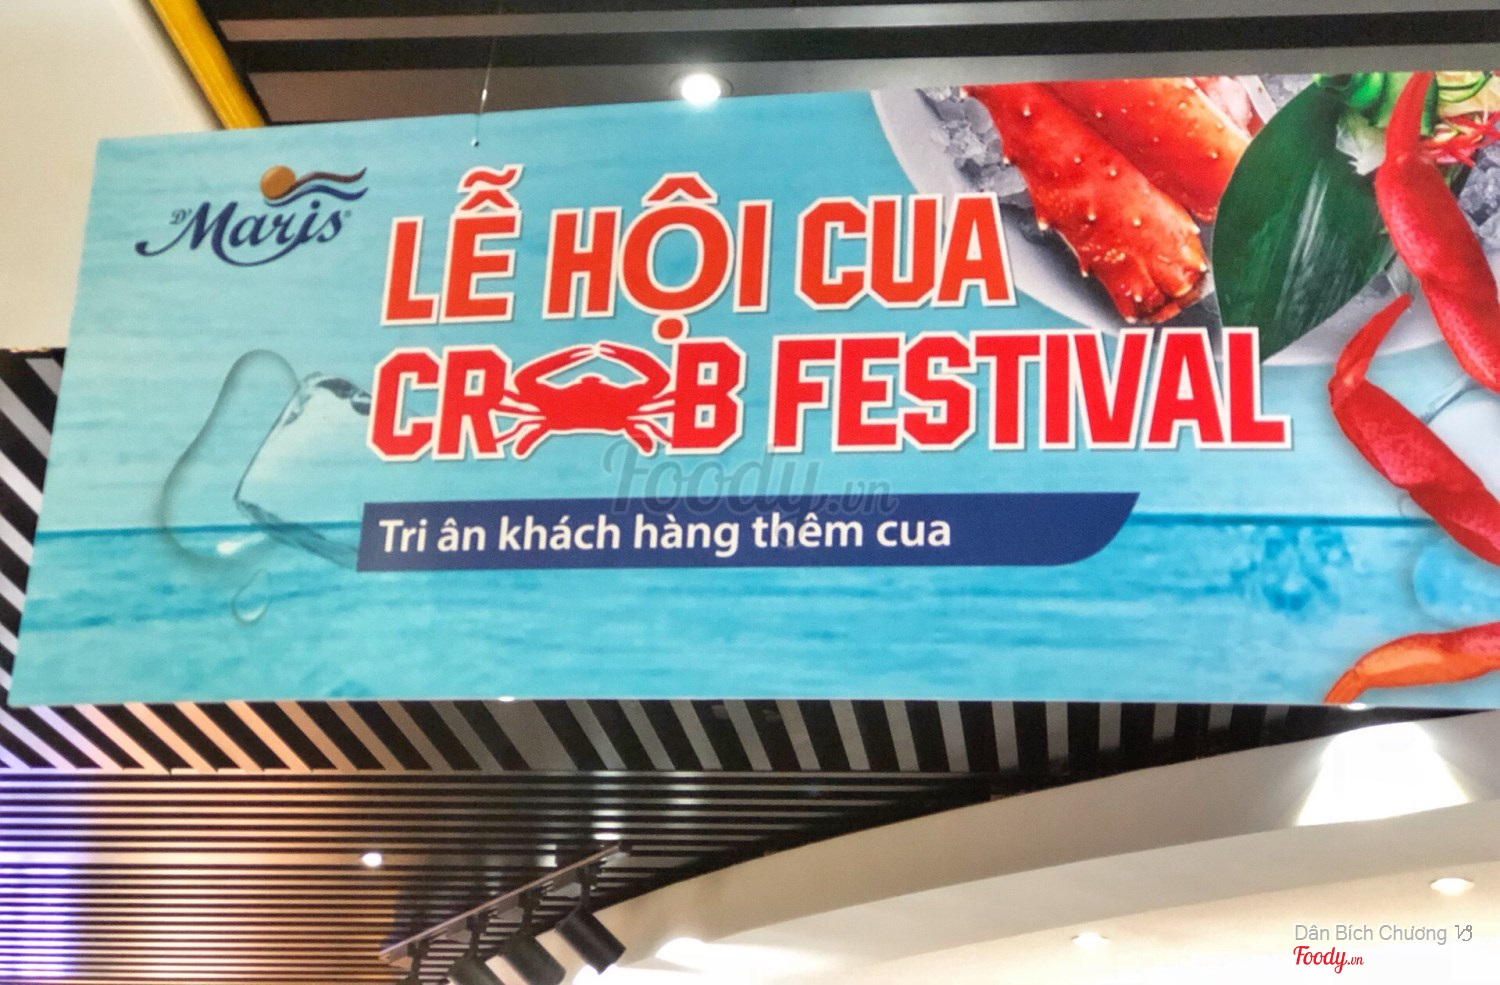 D'Maris®
LỄ HỘI CUA
CRAB FESTIVAL
Foody.vn
Tri ân khách hàng thêm cua
Dân Bích Chương
Foody.vn